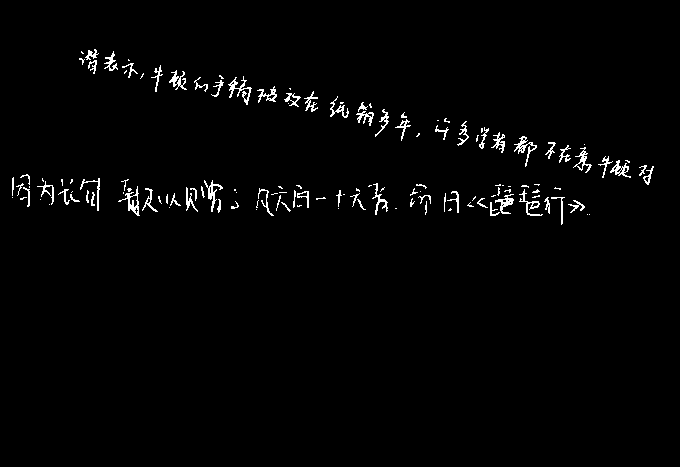 谱表示,牛顿的手稿被放在纸箱多年,许多学者都不在意牛顿对
因为长句 歌以赠之 凡六百一十六言.命曰《琵琶行》.